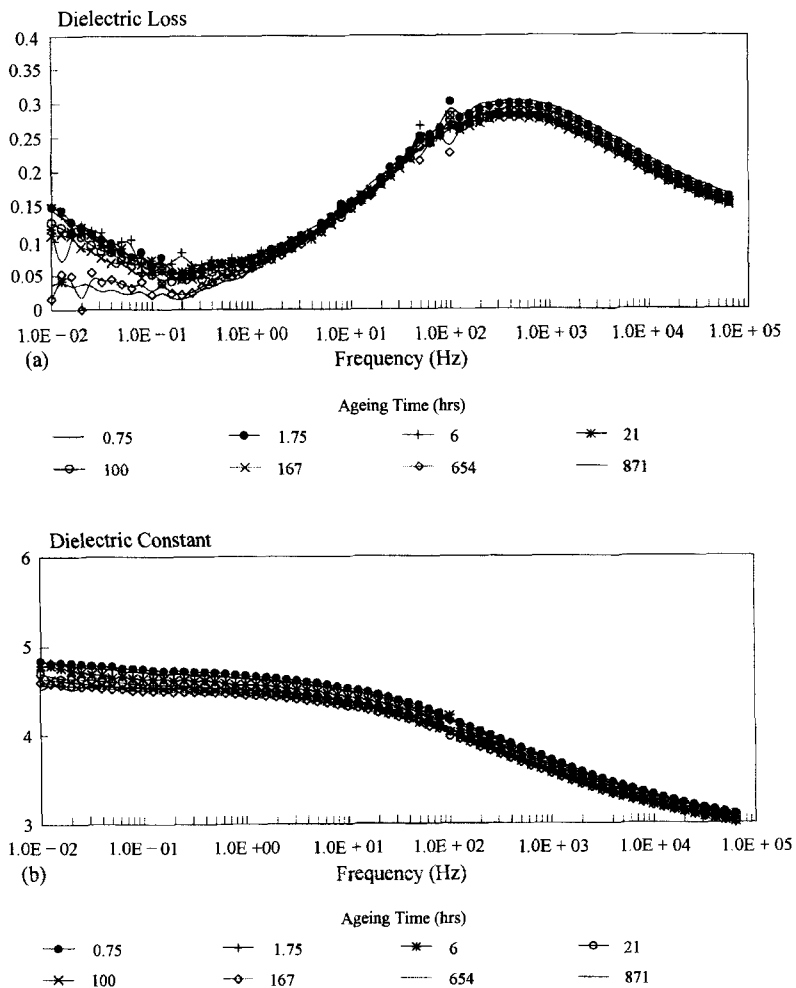 Dielectric Loss
0.4
0.35
0.3
0.25
0.2
0.15
0.1
0.05
0
1.0E − 02 1.0E − 01 1.0E + 00 1.0E + 01 1.0E + 02 1.0E + 03 1.0E + 04 1.0E + 05
(a) Frequency (Hz)
Ageing Time (hrs)
0.75 1.75 6 21
100 167 654 871
Dielectric Constant
6
5
4
3
1.0E − 02 1.0E − 01 1.0E + 00 1.0E + 01 1.0E + 02 1.0E + 03 1.0E + 04 1.0E + 05
(b) Frequency (Hz)
Ageing Time (hrs)
0.75 1.75 6 21
100 167 654 871